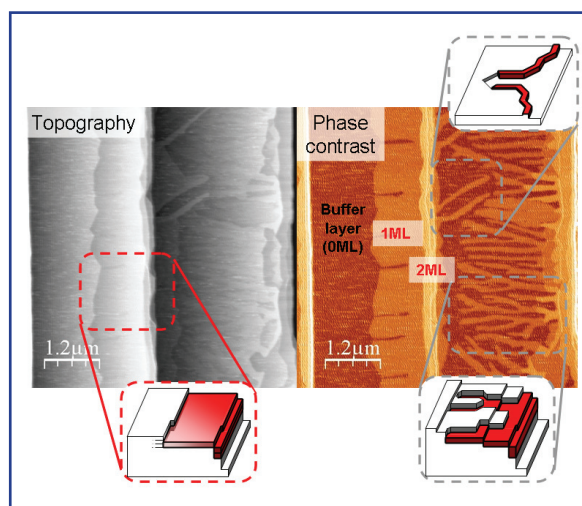 Topography
Phase
contrast
Buffer
layer
(0ML)
1ML
2ML
1.2µm
1.2µm